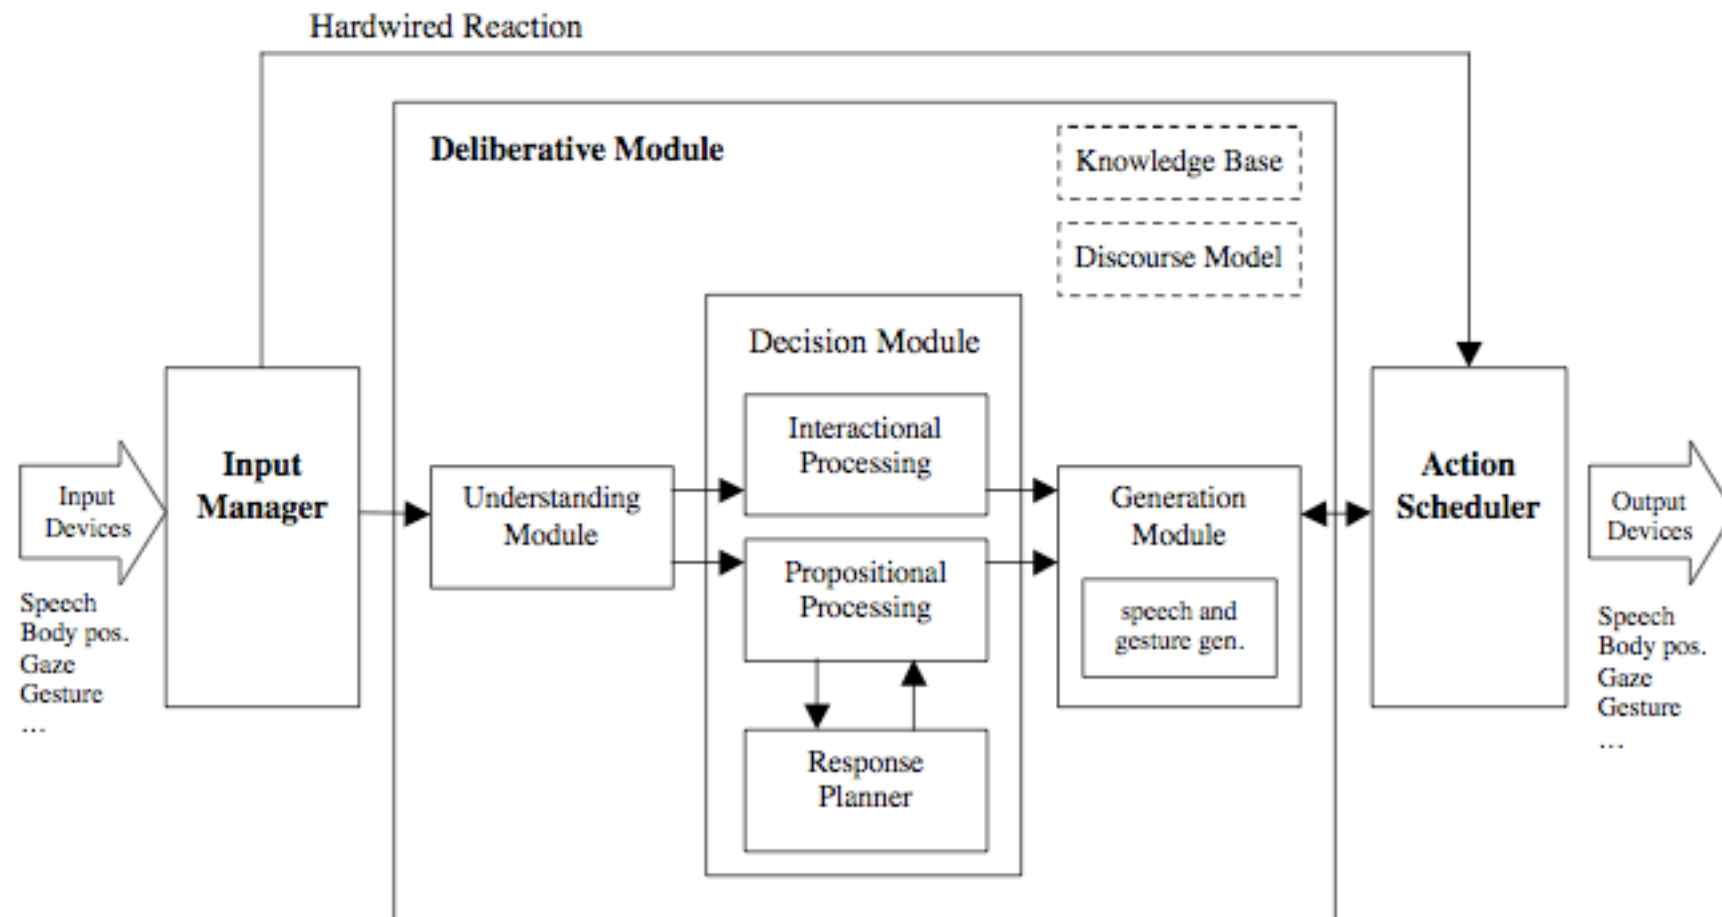 Hardwired Reaction
Deliberative Module
Knowledge Base
Discourse Model
Decision Module
Input
Devices
Speech
Body pos.
Gaze
Gesture
...
Input
Manager
Understanding
Module
Interactional
Processing
Propositional
Processing
Response
Planner
Generation
Module
speech and
gesture gen.
Action
Scheduler
Output
Devices
Speech
Body pos.
Gaze
Gesture
...